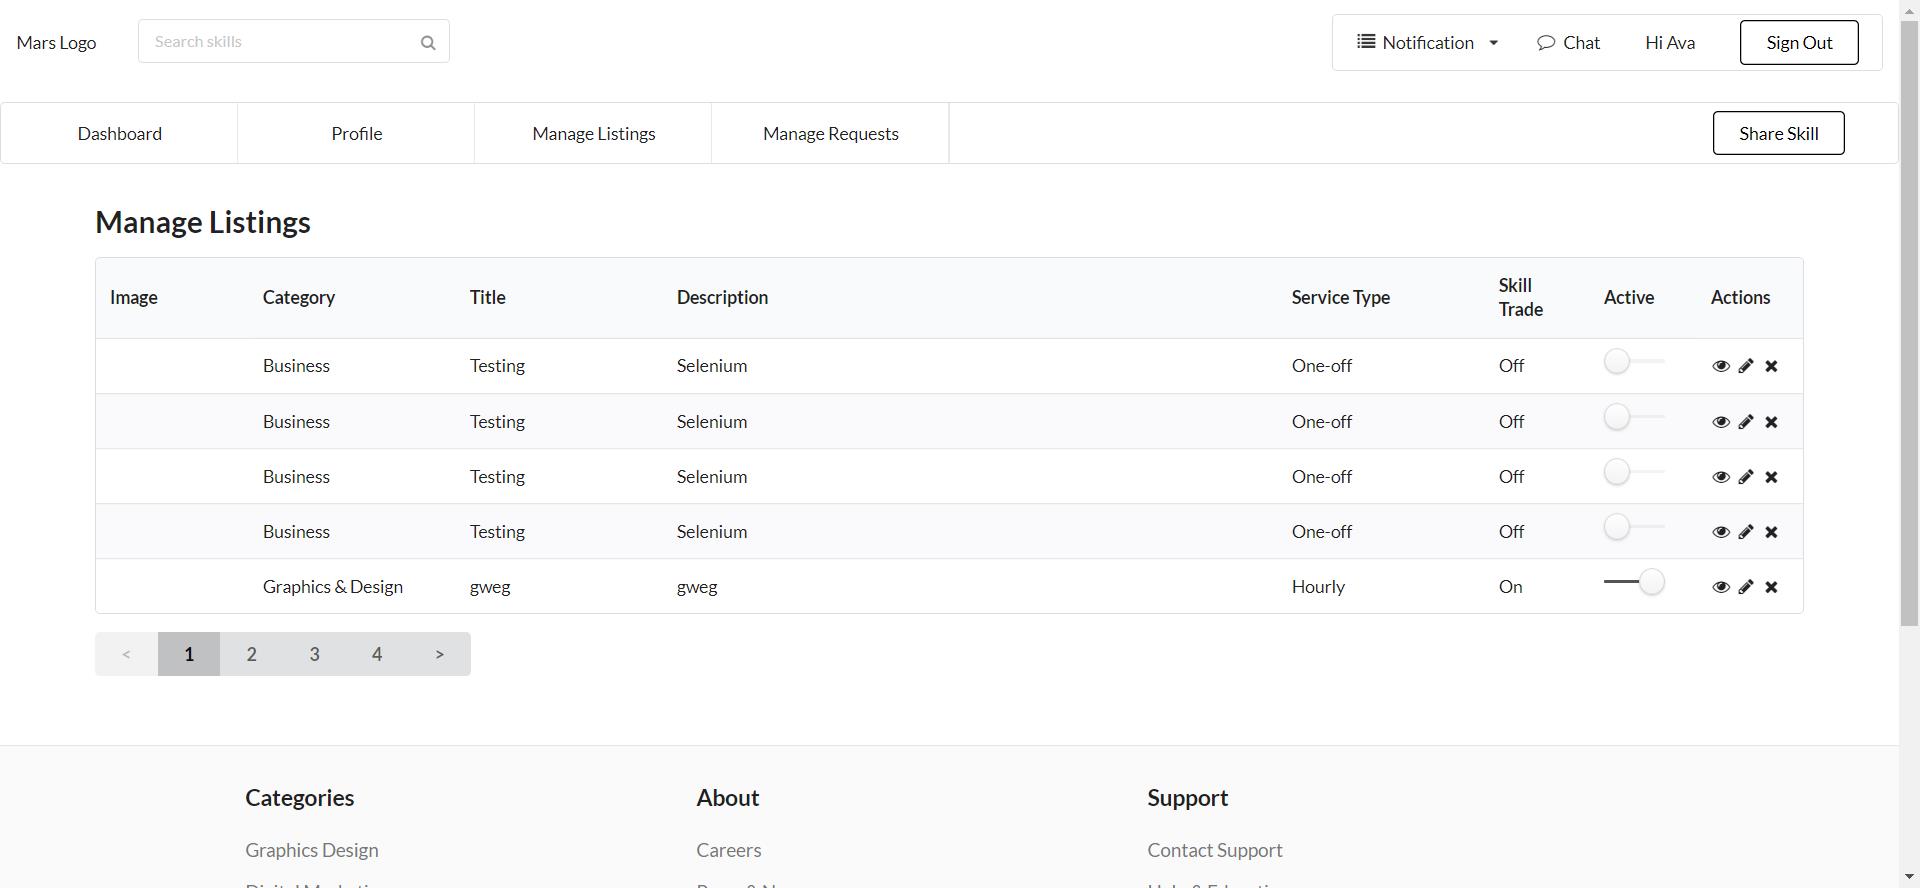 Mars Logo
Search skills
Notification
Chat
Hi Ava
Sign Out
Dashboard
Profile
Manage Listings
Manage Requests
Share Skill
Manage Listings
Image Category Title Description Service Type Skill Trade Active Actions
Business Testing Selenium One-off Off
Business Testing Selenium One-off Off
Business Testing Selenium One-off Off
Business Testing Selenium One-off Off
Graphics & Design gweg gweg Hourly On
< 1 2 3 4 >
Categories About Support
Graphics Design Careers Contact Support